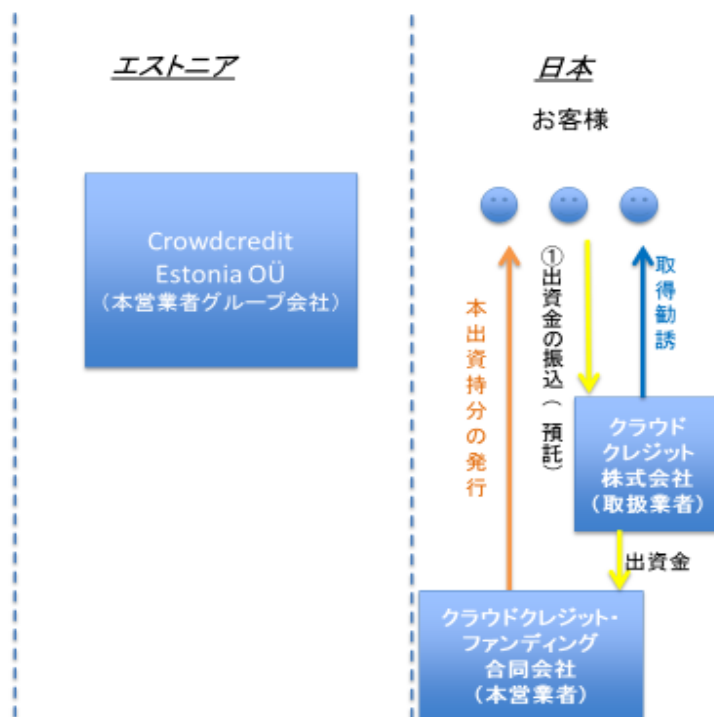 エストニア
日本
お客様
Crowdcredit
Estonia OÜ
（本営業者グループ会社）
本出資持分の発行
①出資金の振込（ 預託）
取得勧誘
クラウド
クレジット
株式会社
（取扱業者）
出資金
クラウドクレジット・
ファンディング
合同会社
（本営業者）